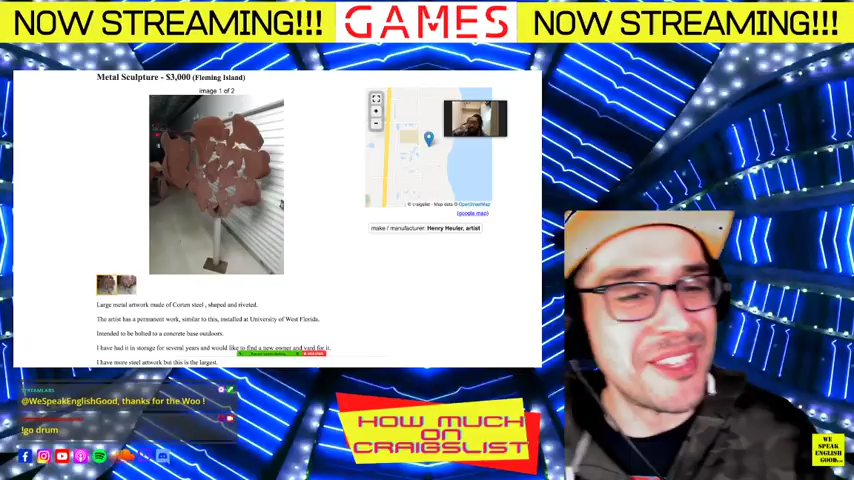 NOW STREAMING!!! GAMES NOW STREAMING!!!
Metal Sculpture - $3,000 (Fleming Island)
image 1 of 2
+
−
© craigslist - Map data © OpenStreetMap
(google map)
make / manufacturer: Henry Heuler, artist
Large metal artwork made of Corten steel , shaped and riveted.
The artist has a permanent work, similar to this, installed at University of West Florida.
Intended to be bolted to a concrete base outdoors.
I have had it in storage for several years and would like to find a new owner and yard for it.
I have more steel artwork but this is the largest.
@WeSpeakEnglishGood, thanks for the Woo !
!go drum
HOW MUCH
ON
CRAIGSLIST
WE
SPEAK
ENGLISH
GOOD